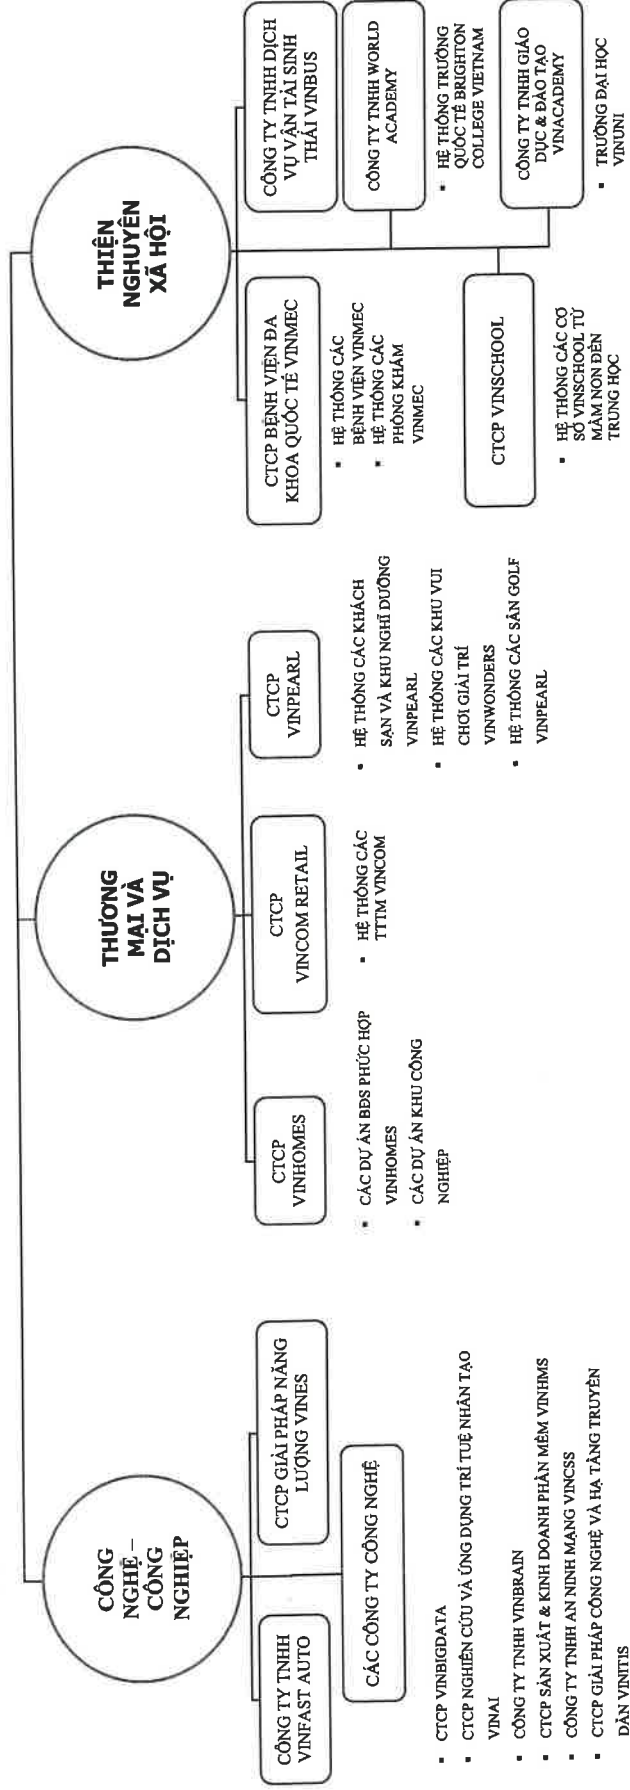 CÔNG
NGHỆ –
CÔNG
NGHIỆP
CÔNG TY TNHH
VINFAST AUTO
CTCP GIẢI PHÁP NĂNG
LƯỢNG VINES
CÁC CÔNG TY CÔNG NGHỆ
▪ CTCP VINBIGDATA
▪ CTCP NGHIÊN CỨU VÀ ỨNG DỤNG TRÍ TUỆ NHÂN TẠO
VINAI
▪ CÔNG TY TNHH VINBRAIN
▪ CTCP SẢN XUẤT & KINH DOANH PHẦN MỀM VINHMS
▪ CÔNG TY TNHH AN NINH MẠNG VINCSS
▪ CTCP GIẢI PHÁP CÔNG NGHỆ VÀ HẠ TẦNG TRUYỀN
DẪN VINITIS
THƯƠNG
MẠI VÀ
DỊCH VỤ
CTCP
VINHOMES
▪ CÁC DỰ ÁN BĐS PHỨC HỢP
VINHOMES
▪ CÁC DỰ ÁN KHU CÔNG
NGHIỆP
CTCP
VINCOM RETAIL
▪ HỆ THỐNG CÁC
TTTM VINCOM
CTCP
VINPEARL
▪ HỆ THỐNG CÁC KHÁCH
SẠN VÀ KHU NGHỈ DƯỠNG
VINPEARL
▪ HỆ THỐNG CÁC KHU VUI
CHƠI GIẢI TRÍ
VINWONDERS
▪ HỆ THỐNG CÁC SÂN GOLF
VINPEARL
THIỆN
NGHUYỆN
XÃ HỘI
CTCP BỆNH VIỆN ĐA
KHOA QUỐC TẾ VINMEC
▪ HỆ THỐNG CÁC
BỆNH VIỆN VINMEC
▪ HỆ THỐNG CÁC
PHÒNG KHÁM
VINMEC
CTCP VINSCHOOL
▪ HỆ THỐNG CÁC CƠ
SỞ VINSCHOOL TỪ
MẦM NON ĐẾN
TRUNG HỌC
CÔNG TY TNHH DỊCH
VỤ VẬN TẢI SINH
THÁI VINBUS
CÔNG TY TNHH WORLD
ACADEMY
▪ HỆ THỐNG TRƯỜNG
QUỐC TẾ BRIGHTON
COLLEGE VIETNAM
CÔNG TY TNHH GIÁO
DỤC & ĐÀO TẠO
VINACADEMY
▪ TRƯỜNG ĐẠI HỌC
VINUNI